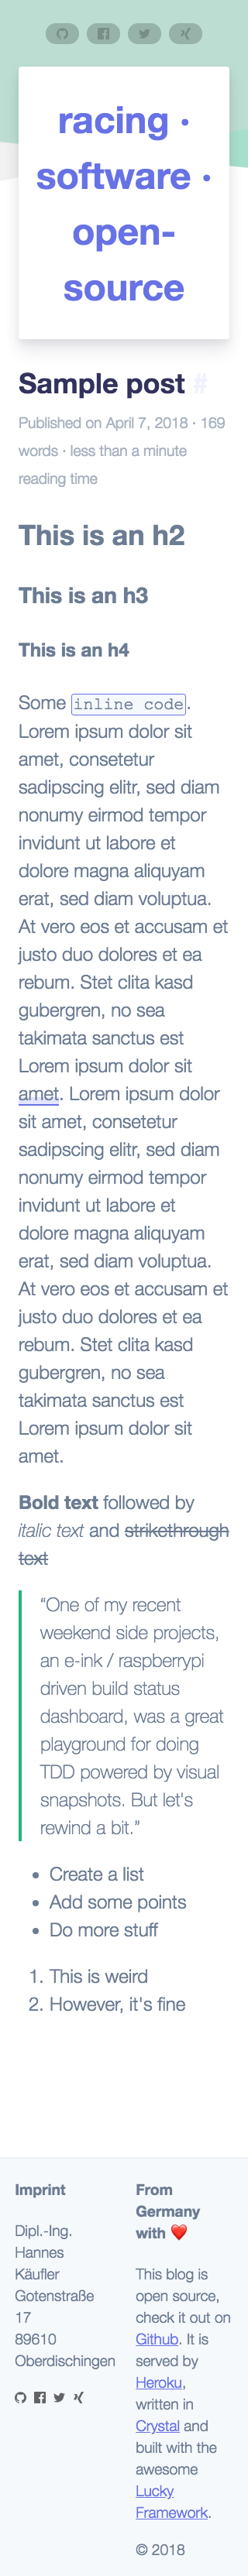 racing ·
software ·
open-
source
Sample post #
Published on April 7, 2018 · 169
words · less than a minute
reading time
This is an h2
This is an h3
This is an h4
Some inline code.
Lorem ipsum dolor sit
amet, consetetur
sadipscing elitr, sed diam
nonumy eirmod tempor
invidunt ut labore et
dolore magna aliquyam
erat, sed diam voluptua.
At vero eos et accusam et
justo duo dolores et ea
rebum. Stet clita kasd
gubergren, no sea
takimata sanctus est
Lorem ipsum dolor sit
amet. Lorem ipsum dolor
sit amet, consetetur
sadipscing elitr, sed diam
nonumy eirmod tempor
invidunt ut labore et
dolore magna aliquyam
erat, sed diam voluptua.
At vero eos et accusam et
justo duo dolores et ea
rebum. Stet clita kasd
gubergren, no sea
takimata sanctus est
Lorem ipsum dolor sit
amet.
Bold text followed by
italic text and strikethrough
text
“One of my recent
weekend side projects,
an e-ink / raspberrypi
driven build status
dashboard, was a great
playground for doing
TDD powered by visual
snapshots. But let's
rewind a bit.”
• Create a list
• Add some points
• Do more stuff
1. This is weird
2. However, it's fine
Imprint
Dipl.-Ing.
Hannes
Käufler
Gotenstraße
17
89610
Oberdischingen
From
Germany
with ❤️
This blog is
open source,
check it out on
Github. It is
served by
Heroku,
written in
Crystal and
built with the
awesome
Lucky
Framework.
© 2018